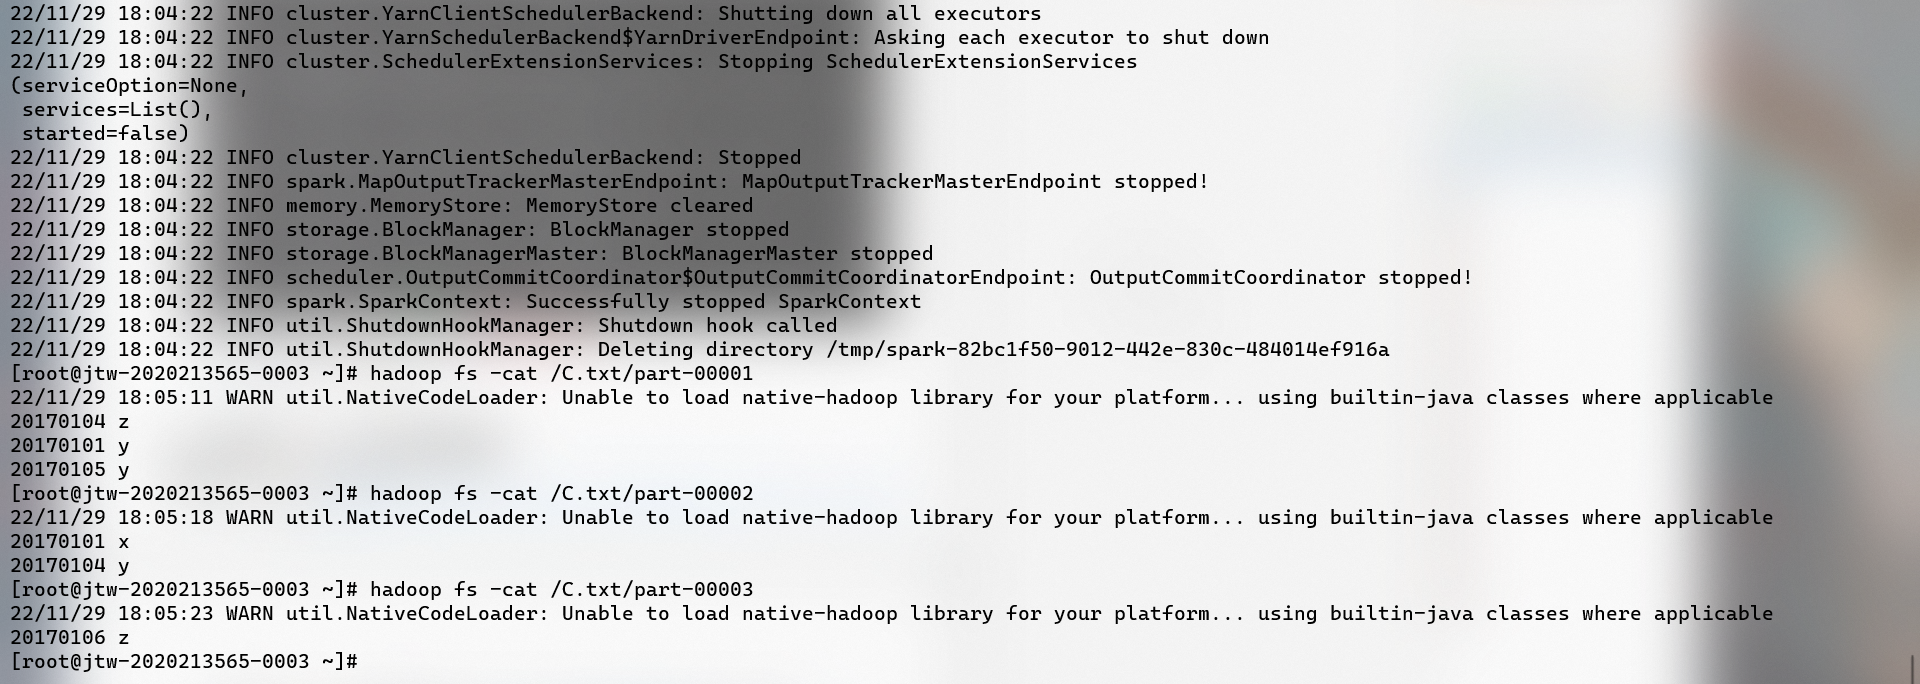 22/11/29 18:04:22 INFO cluster.YarnClientSchedulerBackend: Shutting down all executors
22/11/29 18:04:22 INFO cluster.YarnSchedulerBackend$YarnDriverEndpoint: Asking each executor to shut down
22/11/29 18:04:22 INFO cluster.SchedulerExtensionServices: Stopping SchedulerExtensionServices
(serviceOption=None,
 services=List(),
 started=false)
22/11/29 18:04:22 INFO cluster.YarnClientSchedulerBackend: Stopped
22/11/29 18:04:22 INFO spark.MapOutputTrackerMasterEndpoint: MapOutputTrackerMasterEndpoint stopped!
22/11/29 18:04:22 INFO memory.MemoryStore: MemoryStore cleared
22/11/29 18:04:22 INFO storage.BlockManager: BlockManager stopped
22/11/29 18:04:22 INFO storage.BlockManagerMaster: BlockManagerMaster stopped
22/11/29 18:04:22 INFO scheduler.OutputCommitCoordinator$OutputCommitCoordinatorEndpoint: OutputCommitCoordinator stopped!
22/11/29 18:04:22 INFO spark.SparkContext: Successfully stopped SparkContext
22/11/29 18:04:22 INFO util.ShutdownHookManager: Shutdown hook called
22/11/29 18:04:22 INFO util.ShutdownHookManager: Deleting directory /tmp/spark-82bc1f50-9012-442e-830c-484014ef916a
[root@jtw-2020213565-0003 ~]# hadoop fs -cat /C.txt/part-00001
22/11/29 18:05:11 WARN util.NativeCodeLoader: Unable to load native-hadoop library for your platform... using builtin-java classes where applicable
20170104 z
20170101 y
20170105 y
[root@jtw-2020213565-0003 ~]# hadoop fs -cat /C.txt/part-00002
22/11/29 18:05:18 WARN util.NativeCodeLoader: Unable to load native-hadoop library for your platform... using builtin-java classes where applicable
20170101 x
20170104 y
[root@jtw-2020213565-0003 ~]# hadoop fs -cat /C.txt/part-00003
22/11/29 18:05:23 WARN util.NativeCodeLoader: Unable to load native-hadoop library for your platform... using builtin-java classes where applicable
20170106 z
[root@jtw-2020213565-0003 ~]#